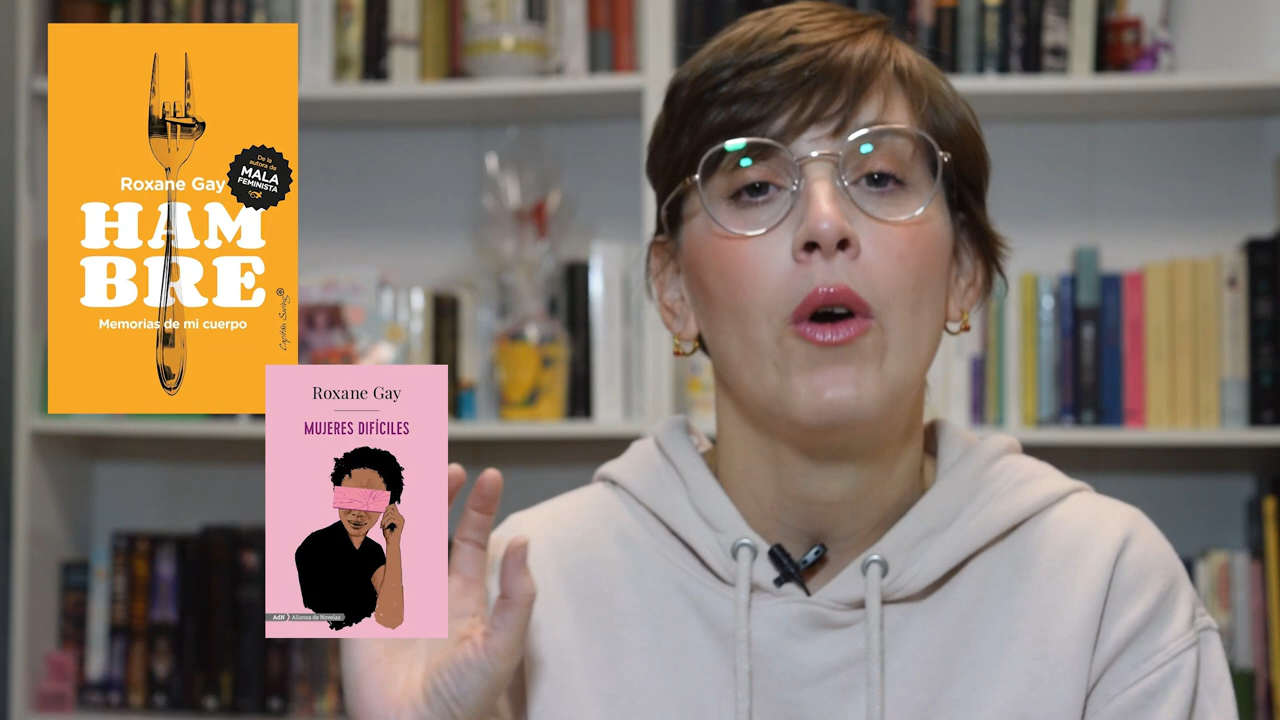 Roxane Gay
De la
autora de
MALA
FEMINISTA
HAM
BRE
Memorias de mi cuerpo
Capitán Swing
Roxane Gay
MUJERES DIFÍCILES
AdN Alianza de Novelas